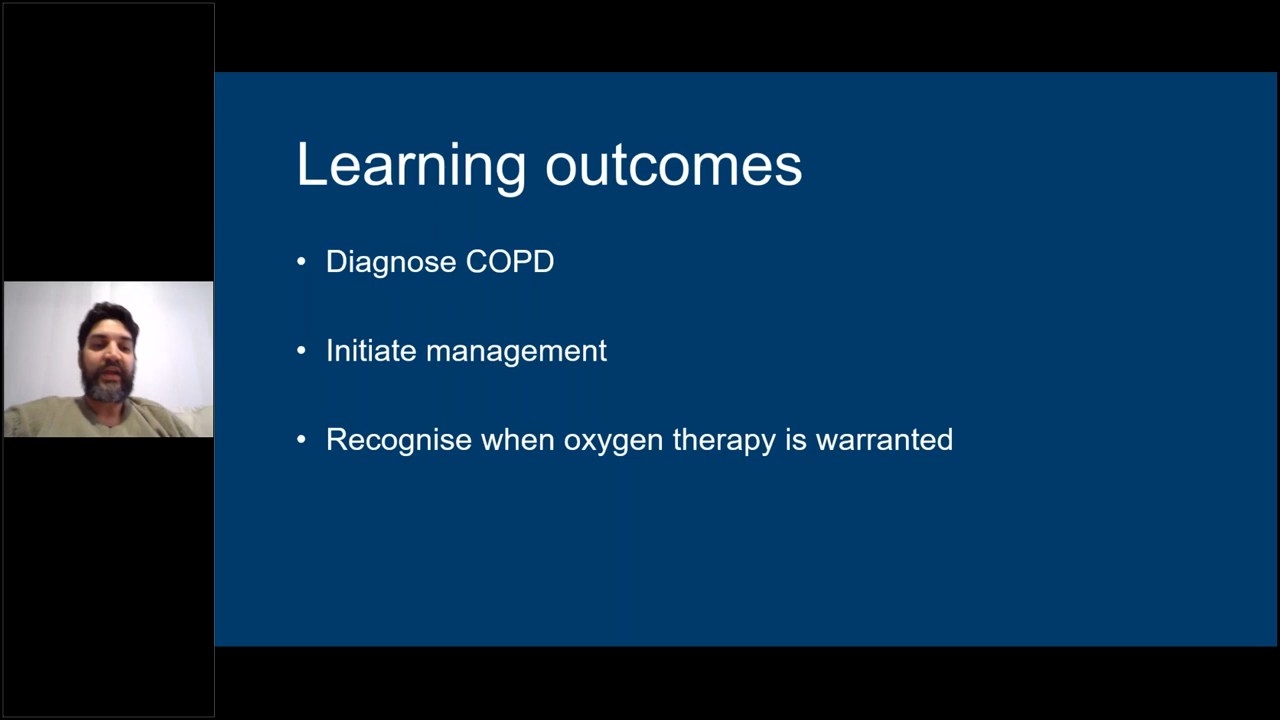 Learning outcomes
• Diagnose COPD
• Initiate management
• Recognise when oxygen therapy is warranted